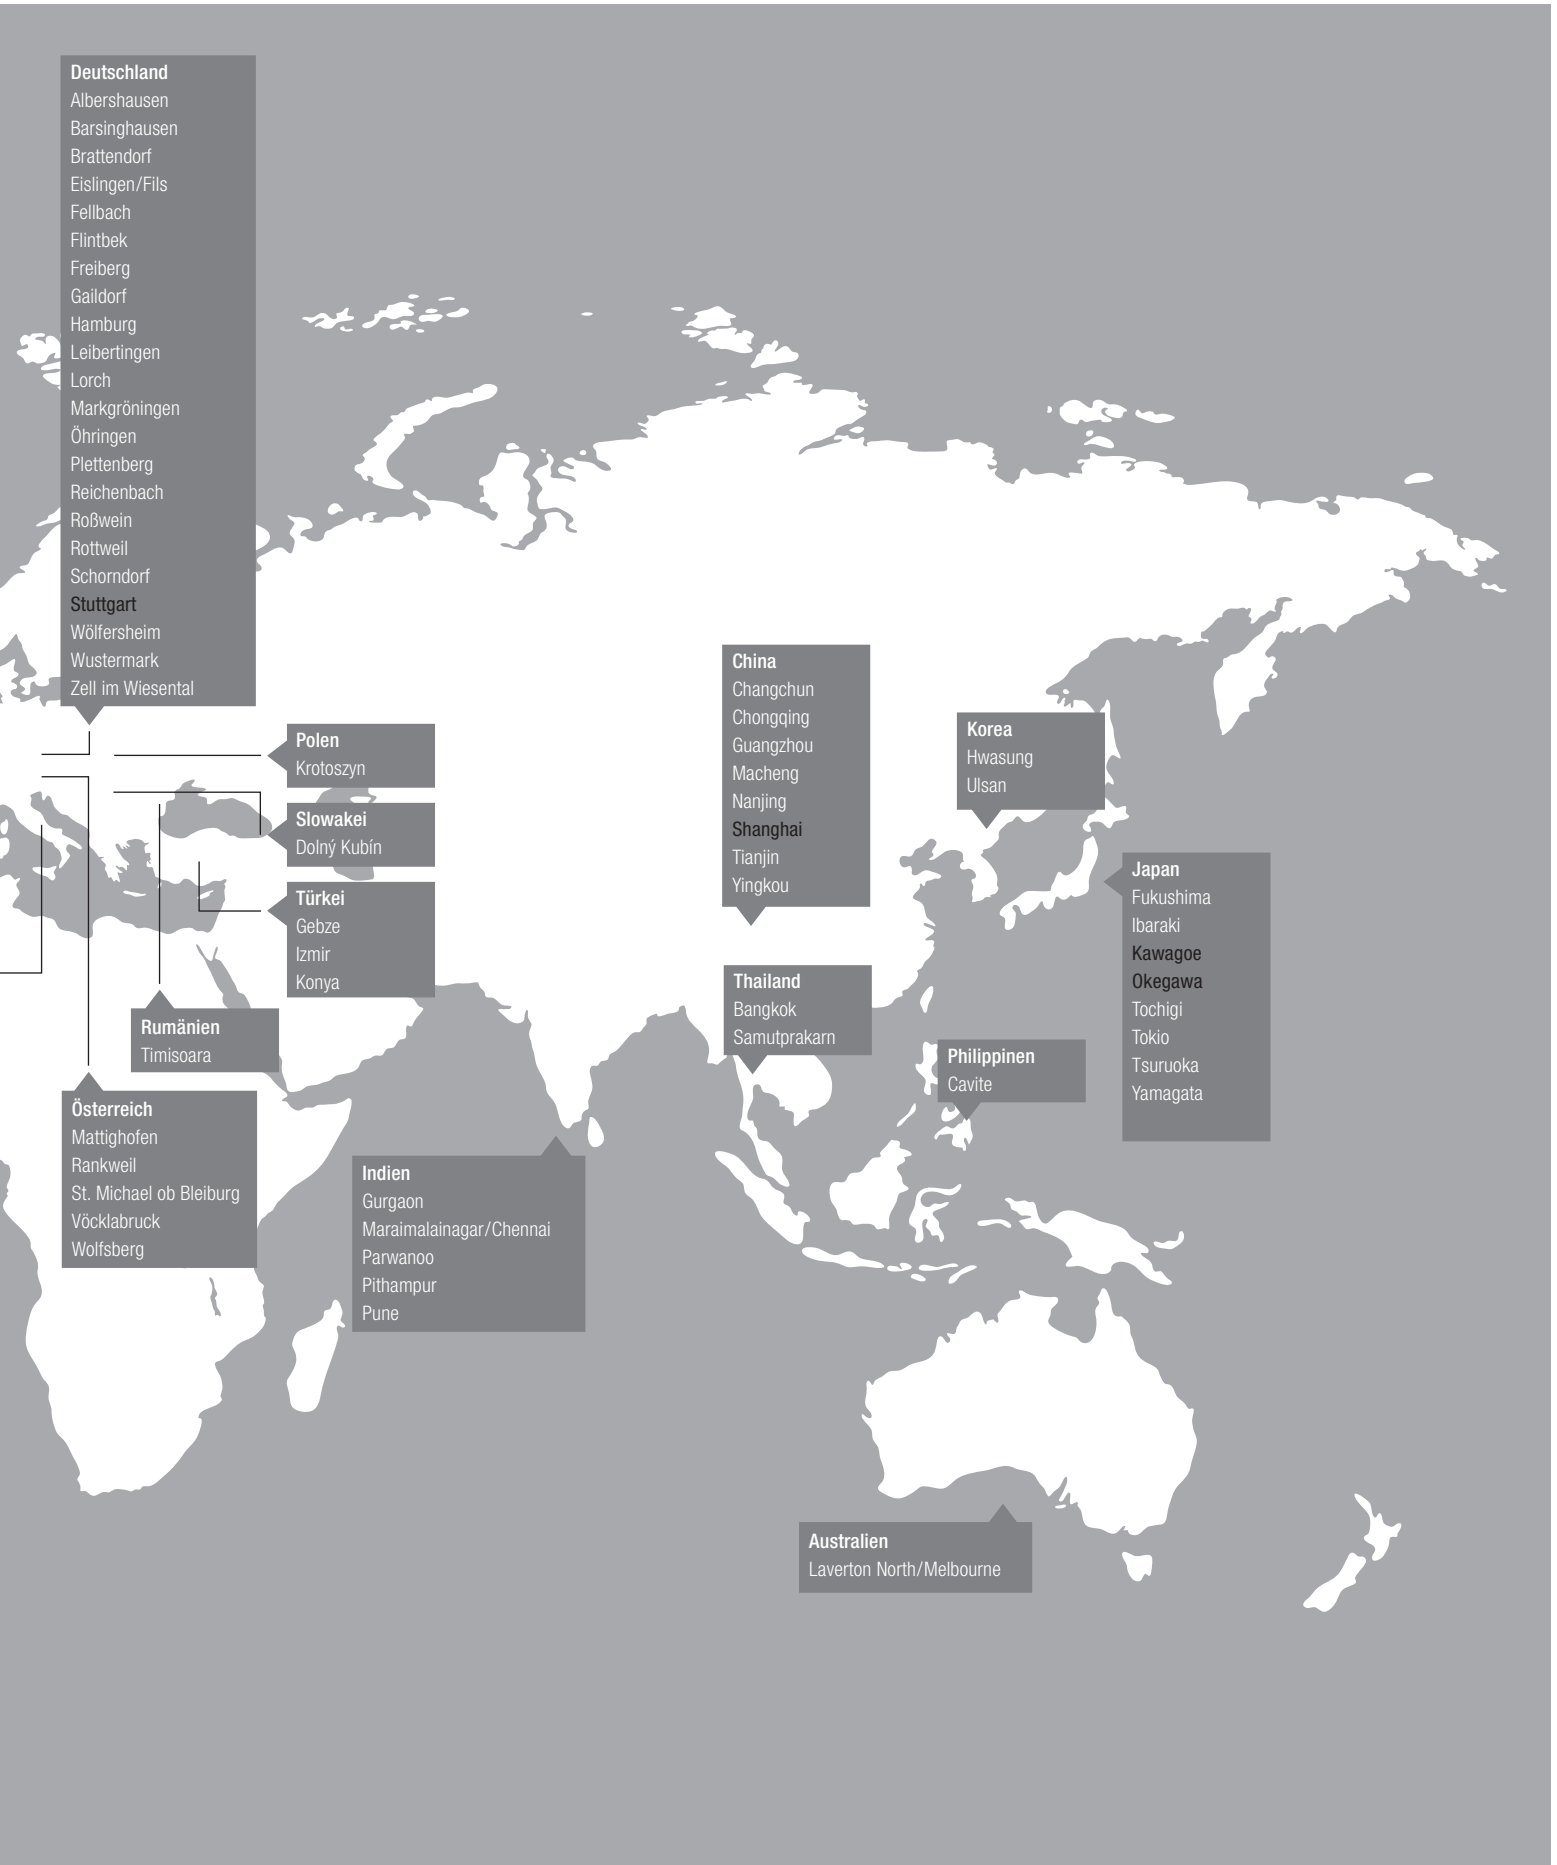 Deutschland
Albershausen
Barsinghausen
Brattendorf
Eislingen/Fils
Fellbach
Flintbek
Freiberg
Gaildorf
Hamburg
Leibertingen
Lorch
Markgröningen
Öhringen
Plettenberg
Reichenbach
Roßwein
Rottweil
Schorndorf
Stuttgart
Wölfersheim
Wustermark
Zell im Wiesental
Polen
Krotoszyn
Slowakei
Dolný Kubín
Türkei
Gebze
Izmir
Konya
Rumänien
Timisoara
Österreich
Mattighofen
Rankweil
St. Michael ob Bleiburg
Vöcklabruck
Wolfsberg
Indien
Gurgaon
Maraimalainagar/Chennai
Parwanoo
Pithampur
Pune
China
Changchun
Chongqing
Guangzhou
Macheng
Nanjing
Shanghai
Tianjin
Yingkou
Thailand
Bangkok
Samutprakarn
Korea
Hwasung
Ulsan
Philippinen
Cavite
Japan
Fukushima
Ibaraki
Kawagoe
Okegawa
Tochigi
Tokio
Tsuruoka
Yamagata
Australien
Laverton North/Melbourne